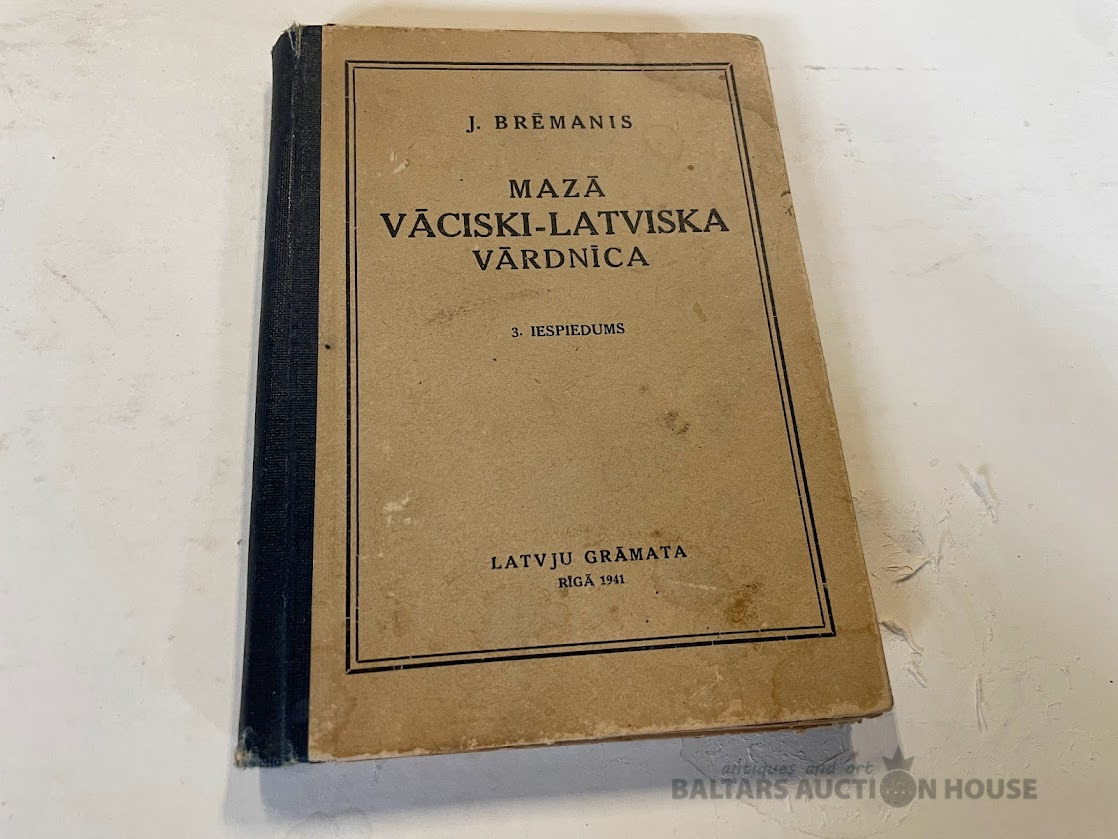 J. BRĒMANIS
MAZĀ
VĀCISKI-LATVISKA
VĀRDNĪCA
3. IESPIEDUMS
LATVJU GRĀMATA
RĪGĀ 1941
antiques and art
BALTARS AUCTION HOUSE